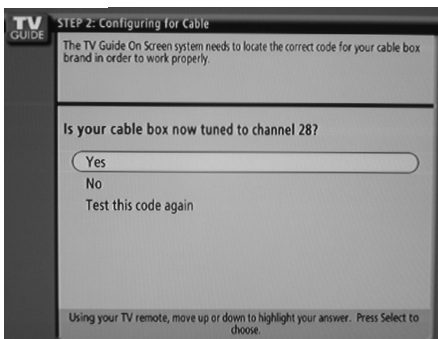 TV
GUIDE
STEP 2: Configuring for Cable
The TV Guide On Screen system needs to locate the correct code for your cable box
brand in order to work properly.
Is your cable box now tuned to channel 28?
Yes
No
Test this code again
Using your TV remote, move up or down to highlight your answer. Press Select to
choose.